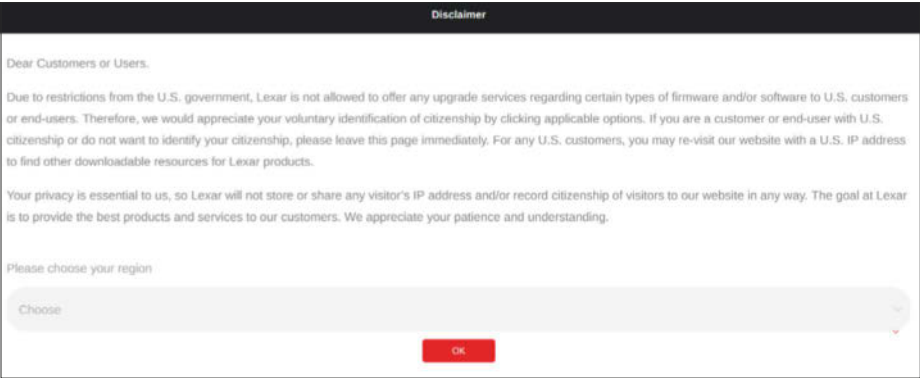 Disclaimer
Dear Customers or Users.
Due to restrictions from the U.S. government, Lexar is not allowed to offer any upgrade services regarding certain types of firmware and/or software to U.S. customers
or end-users. Therefore, we would appreciate your voluntary identification of citizenship by clicking applicable options. If you are a customer or end-user with U.S.
citizenship or do not want to identify your citizenship, please leave this page immediately. For any U.S. customers, you may re-visit our website with a U.S. IP address
to find other downloadable resources for Lexar products.
Your privacy is essential to us, so Lexar will not store or share any visitor's IP address and/or record citizenship of visitors to our website in any way. The goal at Lexar
is to provide the best products and services to our customers. We appreciate your patience and understanding.
Please choose your region
Choose
OK